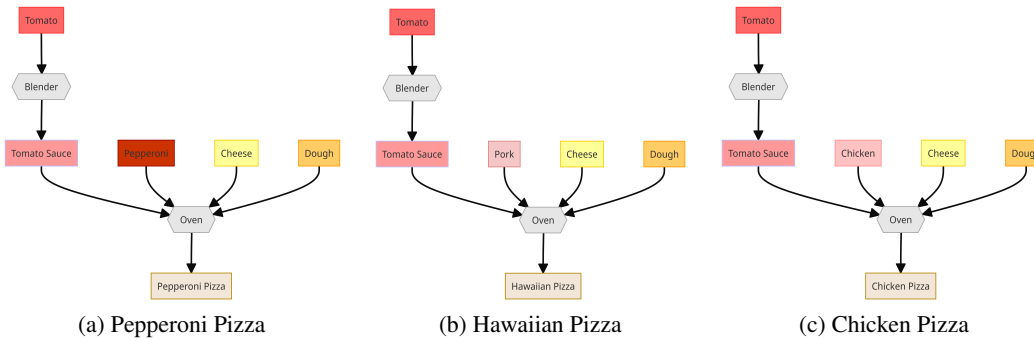 Tomato
Blender
Tomato Sauce
Pepperoni
Cheese
Dough
Oven
Pepperoni Pizza
(a) Pepperoni Pizza
Tomato
Blender
Tomato Sauce
Pork
Cheese
Dough
Oven
Hawaiian Pizza
(b) Hawaiian Pizza
Tomato
Blender
Tomato Sauce
Chicken
Cheese
Doug
Oven
Chicken Pizza
(c) Chicken Pizza